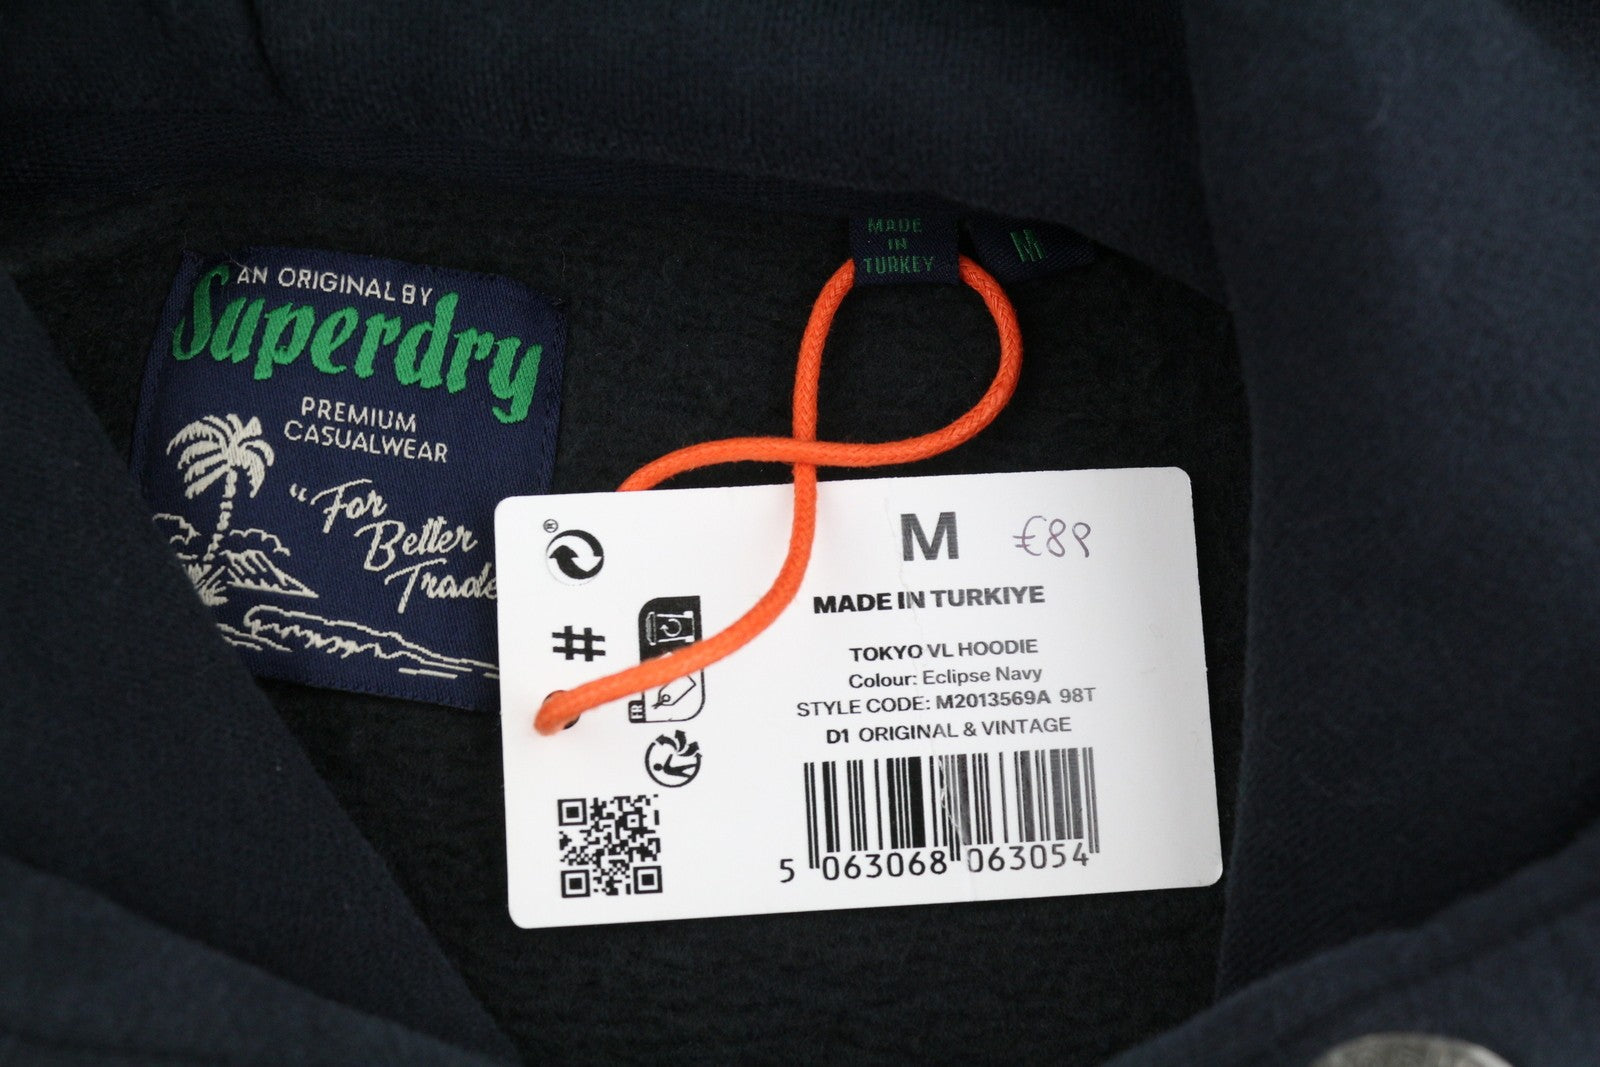 AN ORIGINAL BY
Superdry
PREMIUM
CASUALWEAR
"For
Better
Trade
MADE
IN
TURKEY
M
M €89
MADE IN TURKIYE
TOKYO VL HOODIE
Colour: Eclipse Navy
STYLE CODE: M2013569A 98T
D1 ORIGINAL & VINTAGE
5 063068 063054
®
#
FR